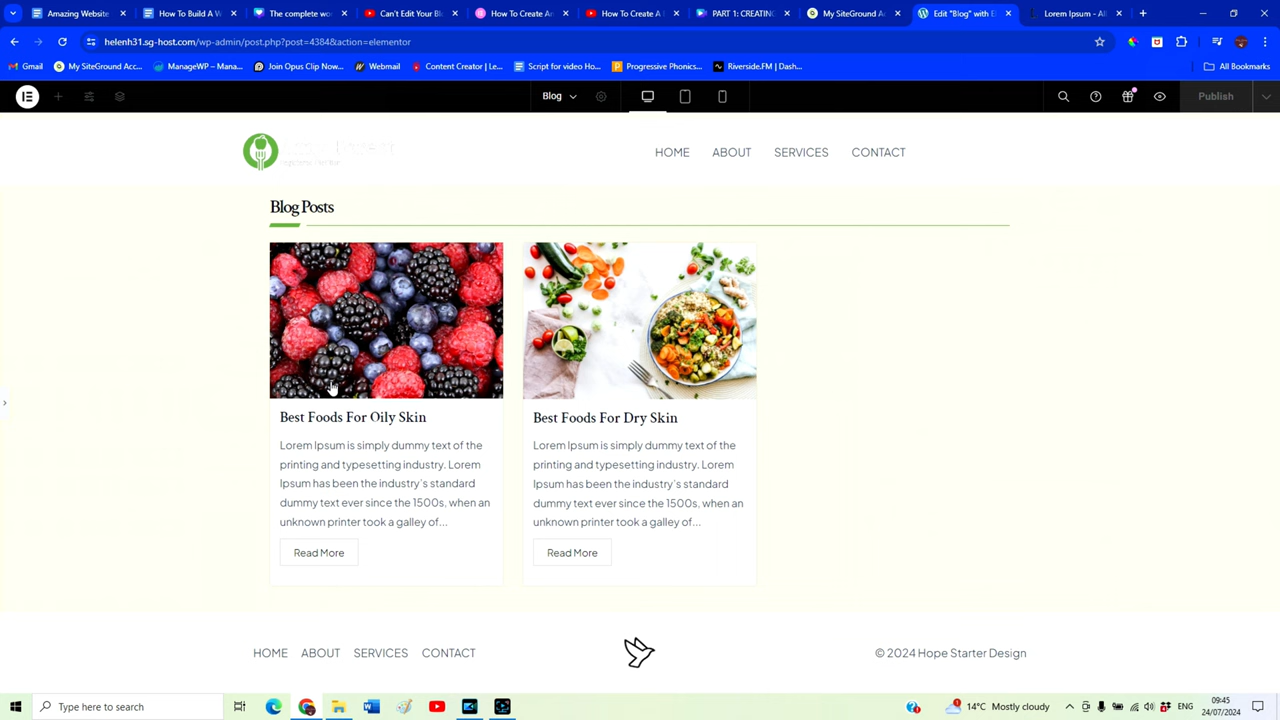 Amazing Website
How To Build A W
The complete wo
Can't Edit Your Bl
How To Create An
How To Create A
PART 1: CREATING
My SiteGround Ac
Edit "Blog" with El
Lorem Ipsum - All
helenh31.sg-host.com/wp-admin/post.php?post=4384&action=elementor
Gmail
My SiteGround Acc...
ManageWP – Mana...
Join Opus Clip Now...
Webmail
Content Creator | Le...
Script for video Ho...
Progressive Phonics...
Riverside.FM | Dash...
All Bookmarks
Blog
Publish
HOME
ABOUT
SERVICES
CONTACT
Blog Posts
Best Foods For Oily Skin
Lorem Ipsum is simply dummy text of the
printing and typesetting industry. Lorem
Ipsum has been the industry's standard
dummy text ever since the 1500s, when an
unknown printer took a galley of...
Read More
Best Foods For Dry Skin
Lorem Ipsum is simply dummy text of the
printing and typesetting industry. Lorem
Ipsum has been the industry's standard
dummy text ever since the 1500s, when an
unknown printer took a galley of...
Read More
HOME
ABOUT
SERVICES
CONTACT
© 2024 Hope Starter Design
Type here to search
14°C Mostly cloudy
ENG
09:45
24/07/2024